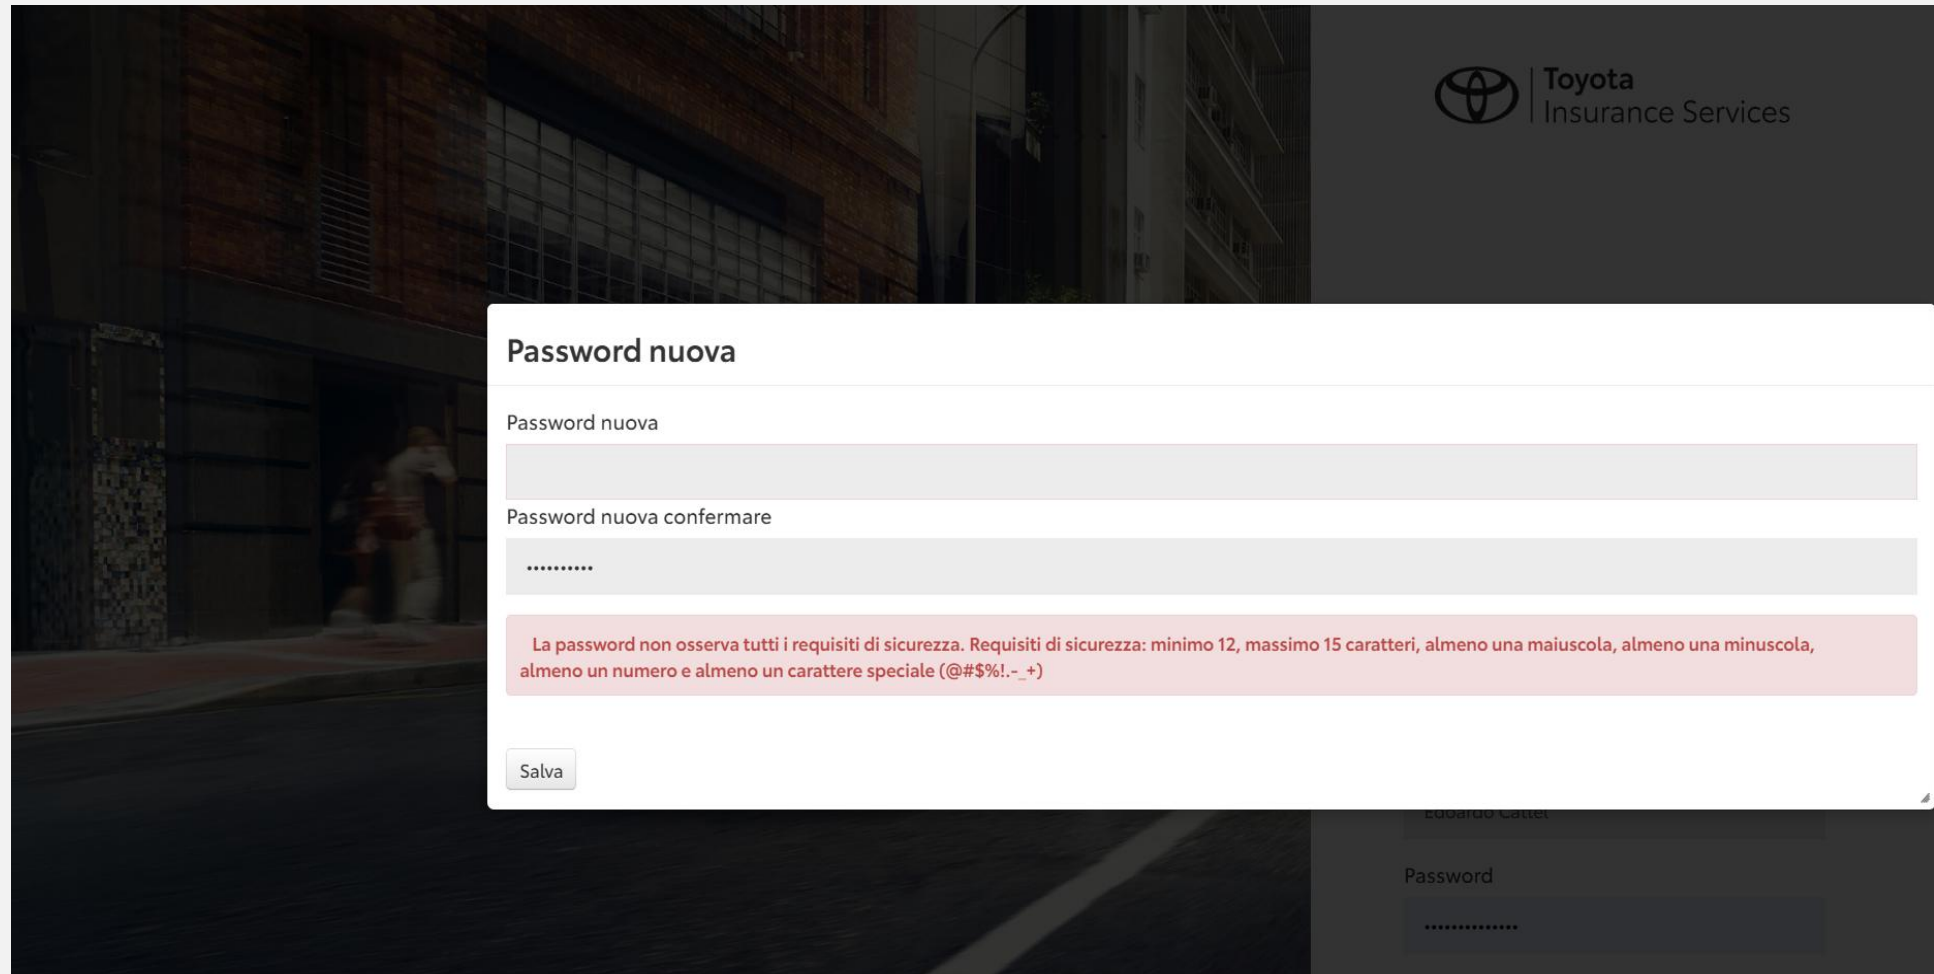 Toyota
Insurance Services
Password nuova
Password nuova
Password nuova confermare
La password non osserva tutti i requisiti di sicurezza. Requisiti di sicurezza: minimo 12, massimo 15 caratteri, almeno una maiuscola, almeno una minuscola,
almeno un numero e almeno un carattere speciale (@#$%!.-_+)
Salva
Edoardo Cattel
Password